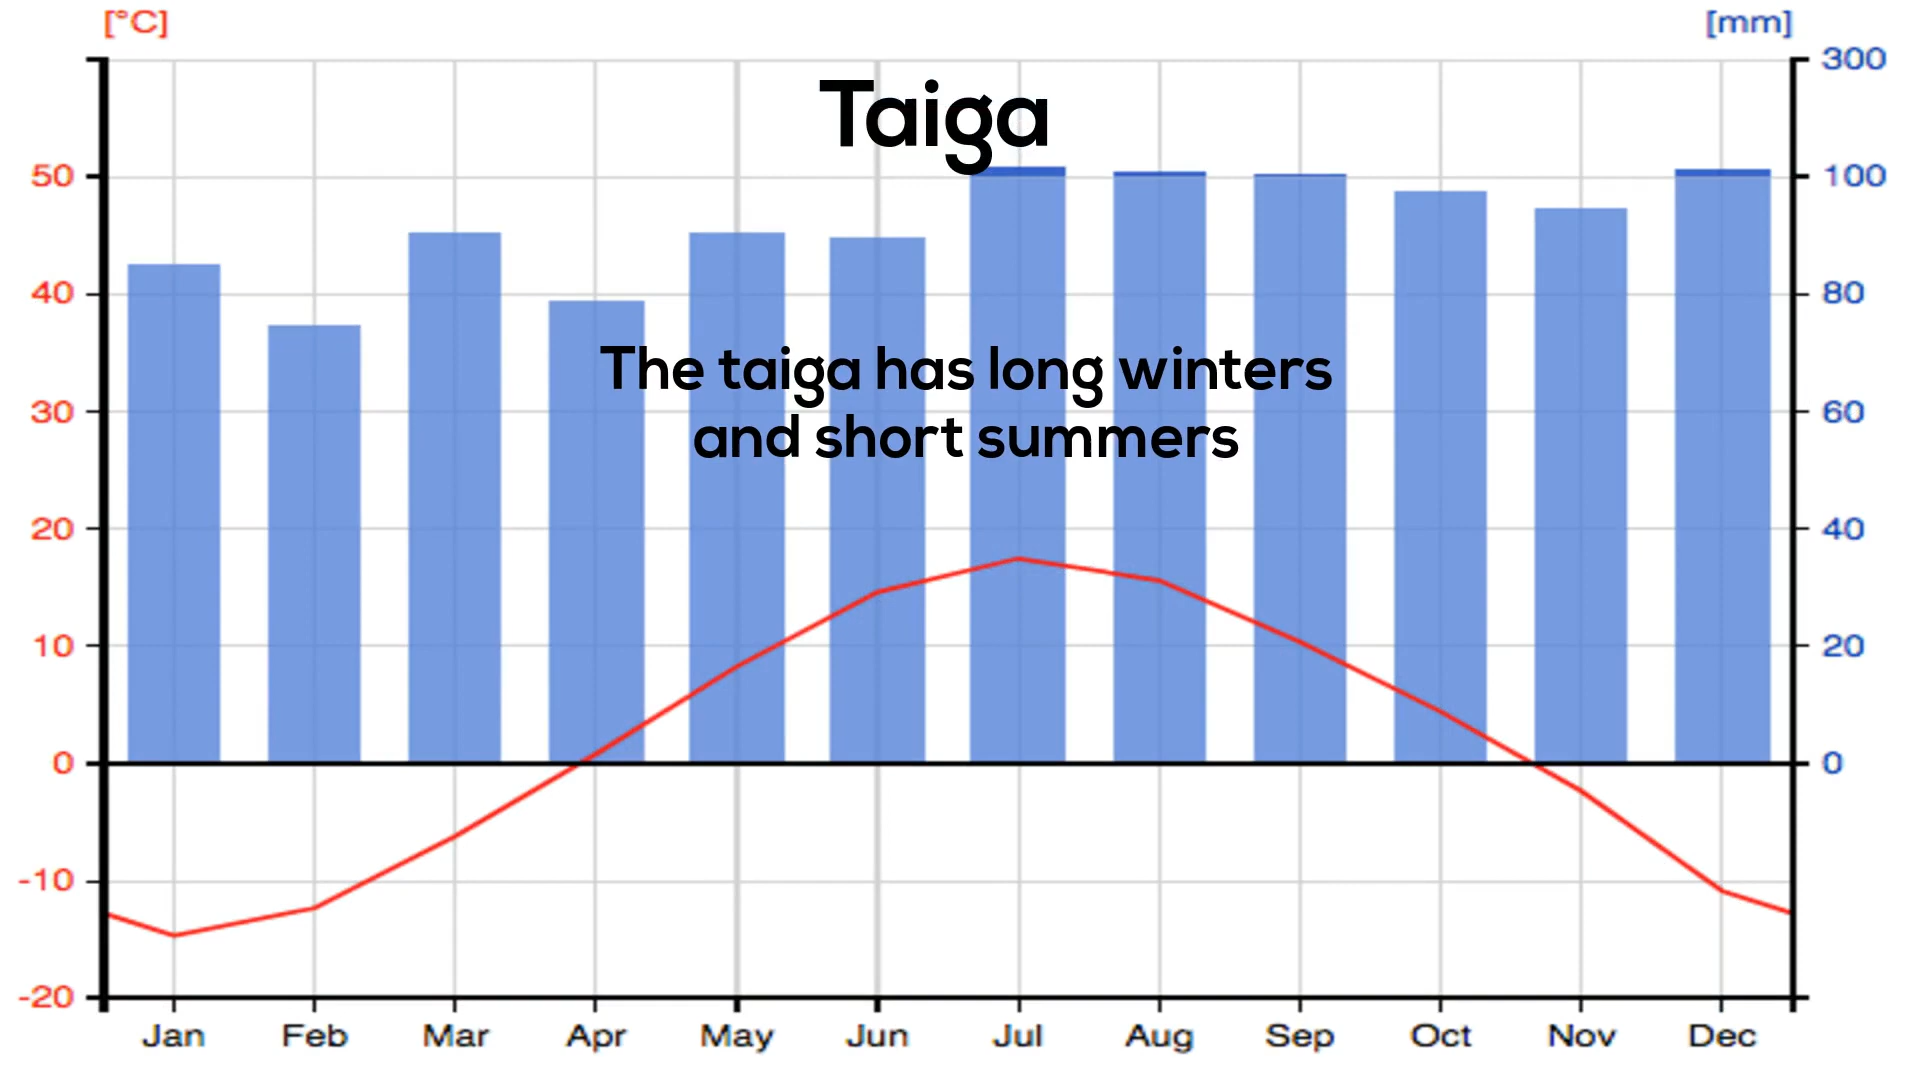 [°C] [mm]
300
Taiga
50 100
40 80
The taiga has long winters
30 60
and short summers
20 40
10 20
0 0
-10
-20
Jan Feb Mar Apr May Jun Jul Aug Sep Oct Nov Dec